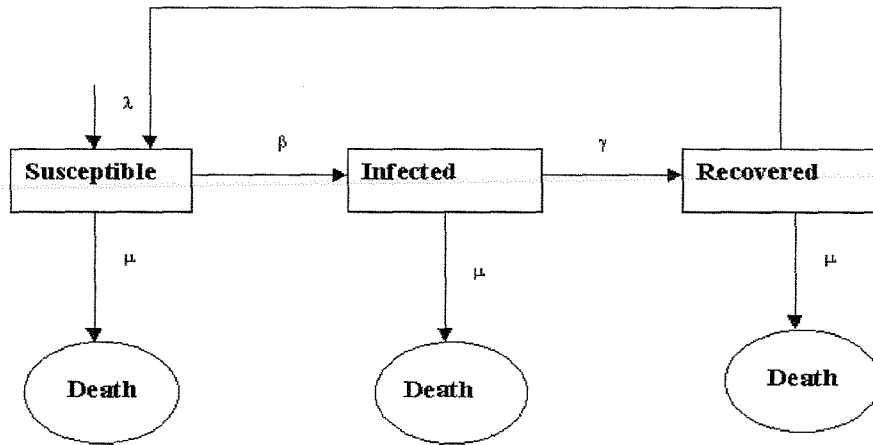 λ
β
γ
Susceptible
Infected
Recovered
μ
μ
μ
Death
Death
Death